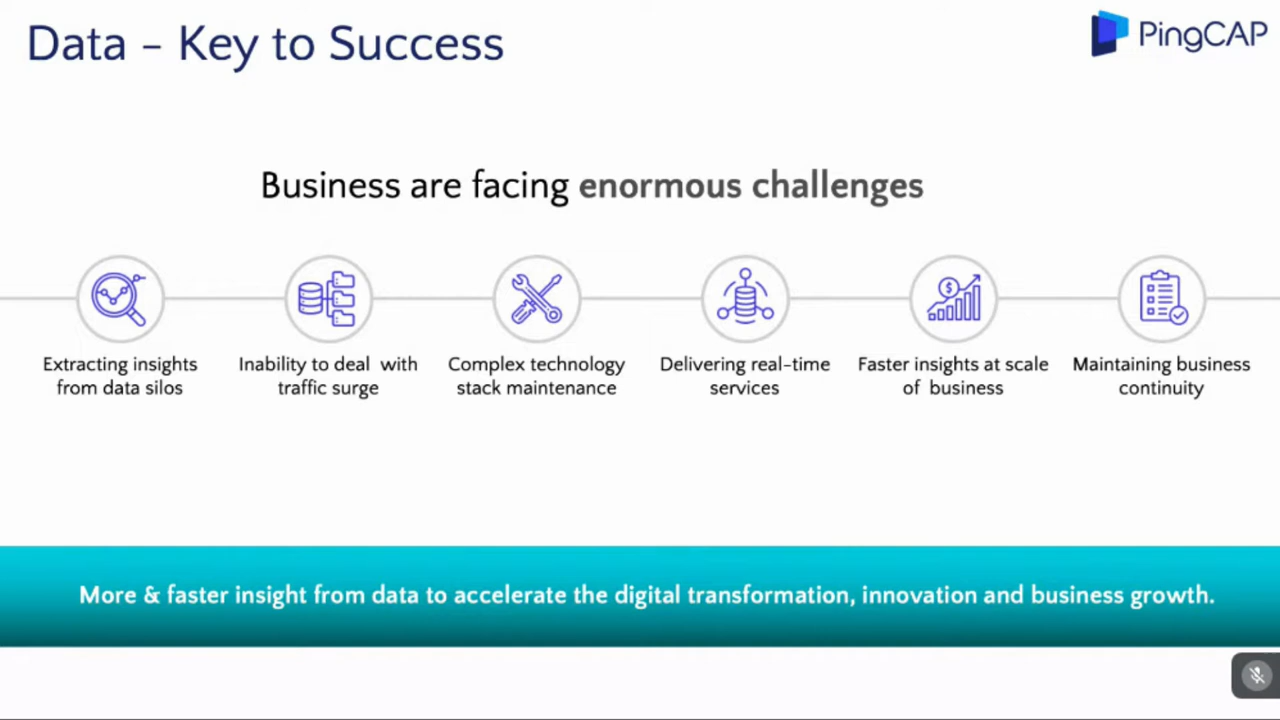 Data – Key to Success
PingCAP
Business are facing enormous challenges
Extracting insights
from data silos
Inability to deal with
traffic surge
Complex technology
stack maintenance
Delivering real-time
services
Faster insights at scale
of business
Maintaining business
continuity
More & faster insight from data to accelerate the digital transformation, innovation and business growth.